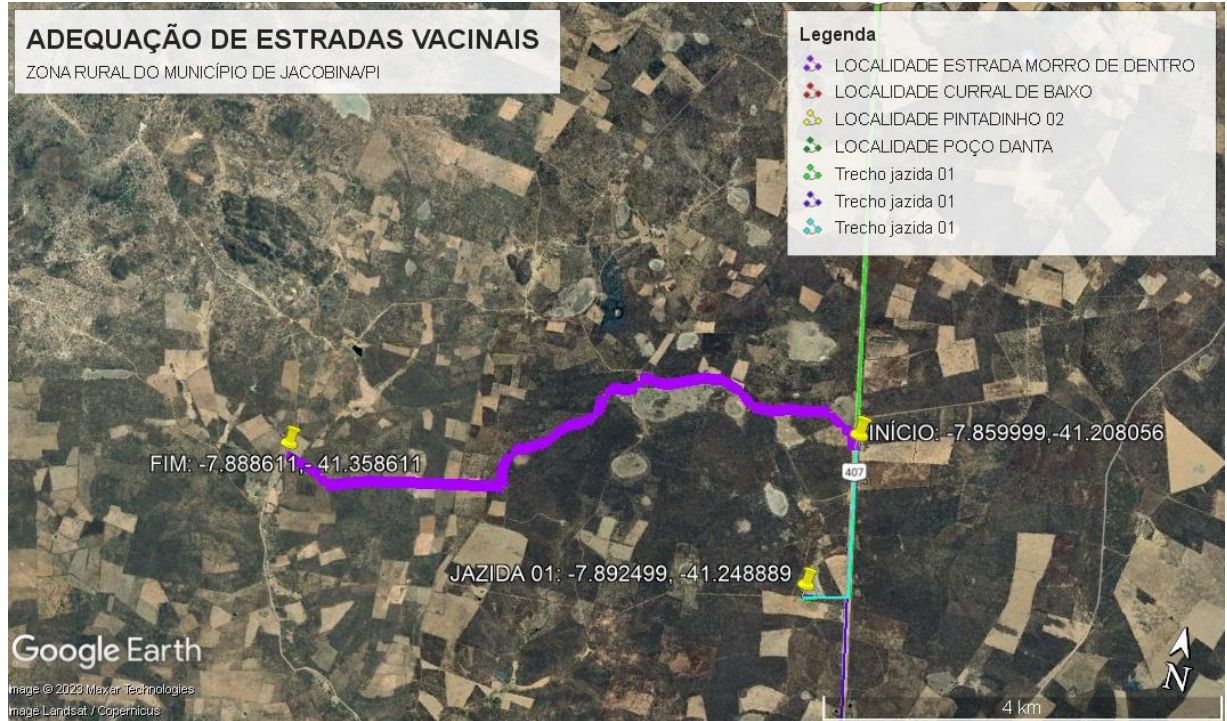 ADEQUAÇÃO DE ESTRADAS VACINAIS
ZONA RURAL DO MUNICÍPIO DE JACOBINA/PI
Legenda
LOCALIDADE ESTRADA MORRO DE DENTRO
LOCALIDADE CURRAL DE BAIXO
LOCALIDADE PINTADINHO 02
LOCALIDADE POÇO DANTA
Trecho jazida 01
Trecho jazida 01
Trecho jazida 01
INÍCIO: -7.859999,-41.208056
FIM: -7.888611,- 41.358611
407
JAZIDA 01: -7.892499, -41.248889
Google Earth
Image © 2023 Maxar Technologies
Image Landsat / Copernicus
N
4 km